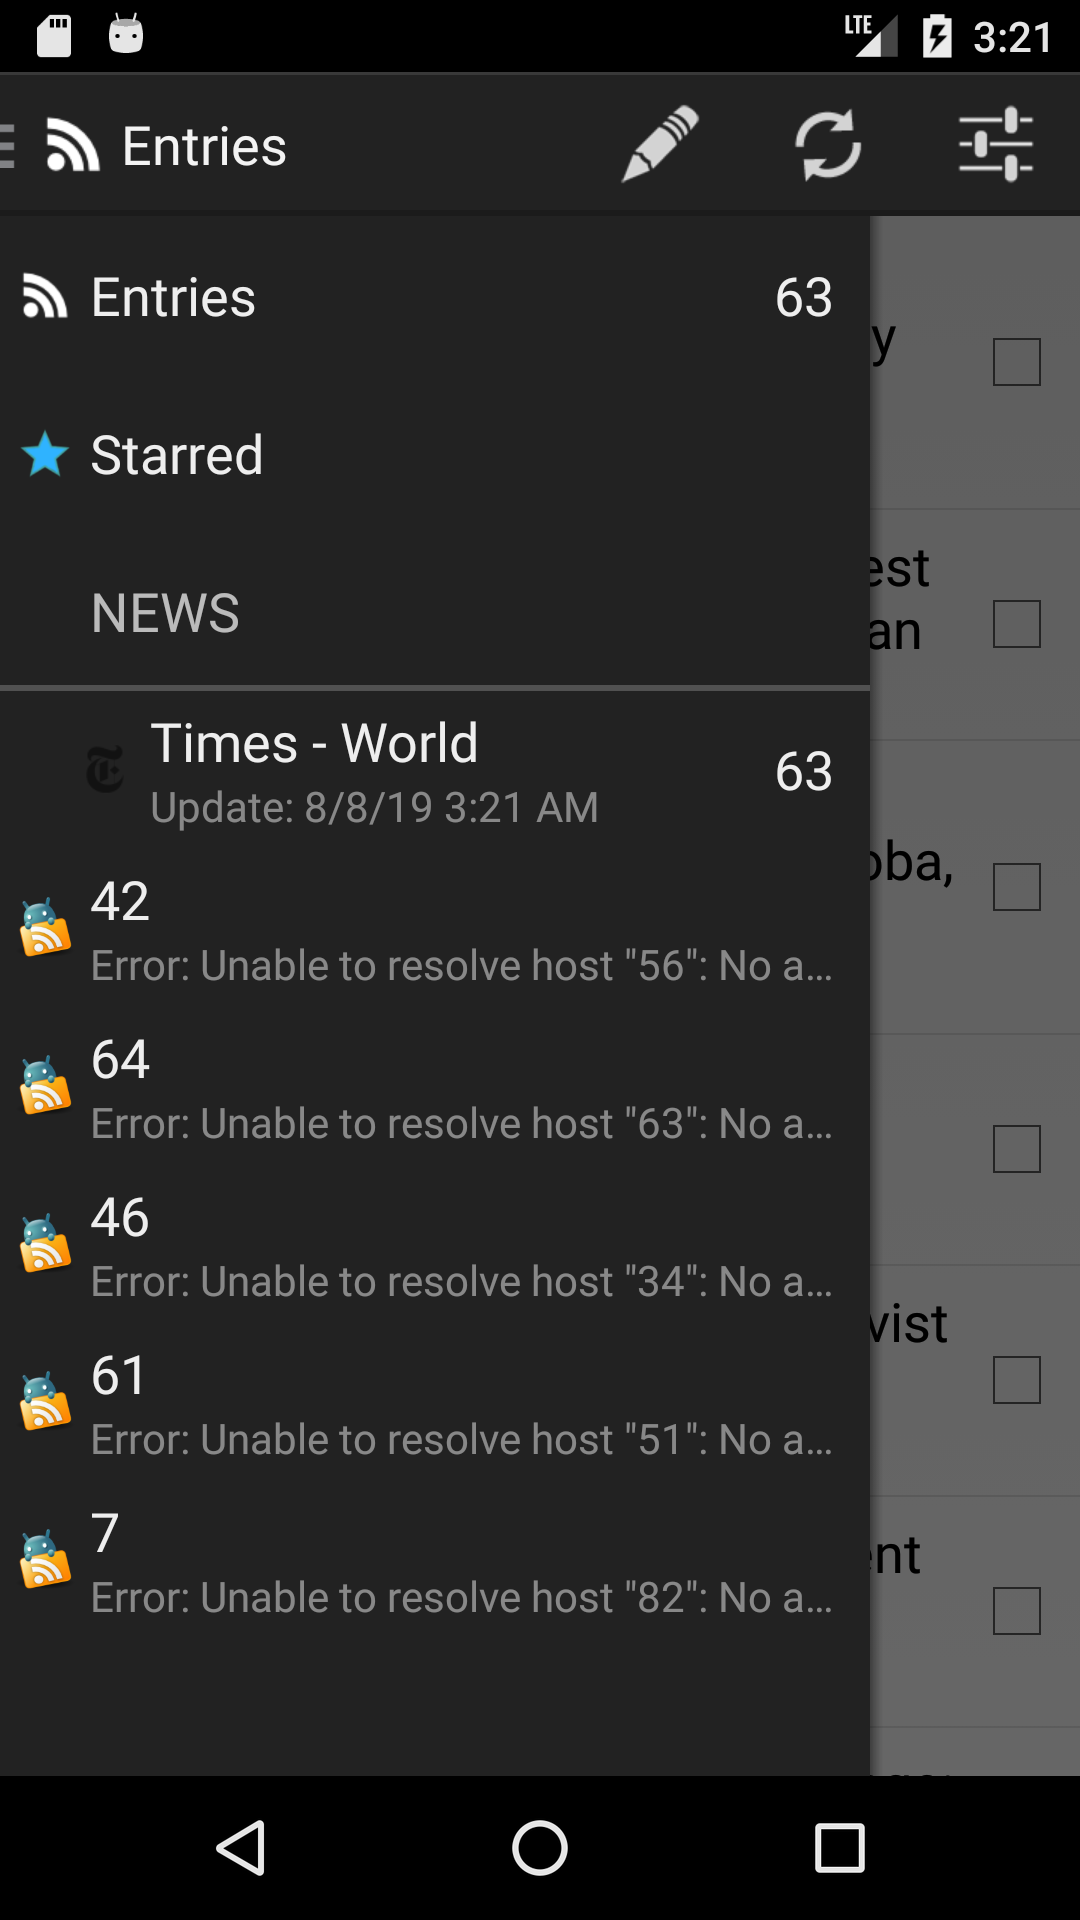 LTE 3:21
Entries
Entries 63
Starred
NEWS
Times - World 63
Update: 8/8/19 3:21 AM
42
Error: Unable to resolve host "56": No a...
64
Error: Unable to resolve host "63": No a...
46
Error: Unable to resolve host "34": No a...
61
Error: Unable to resolve host "51": No a...
7
Error: Unable to resolve host "82": No a...
y
est
an
oba,
vist
ent